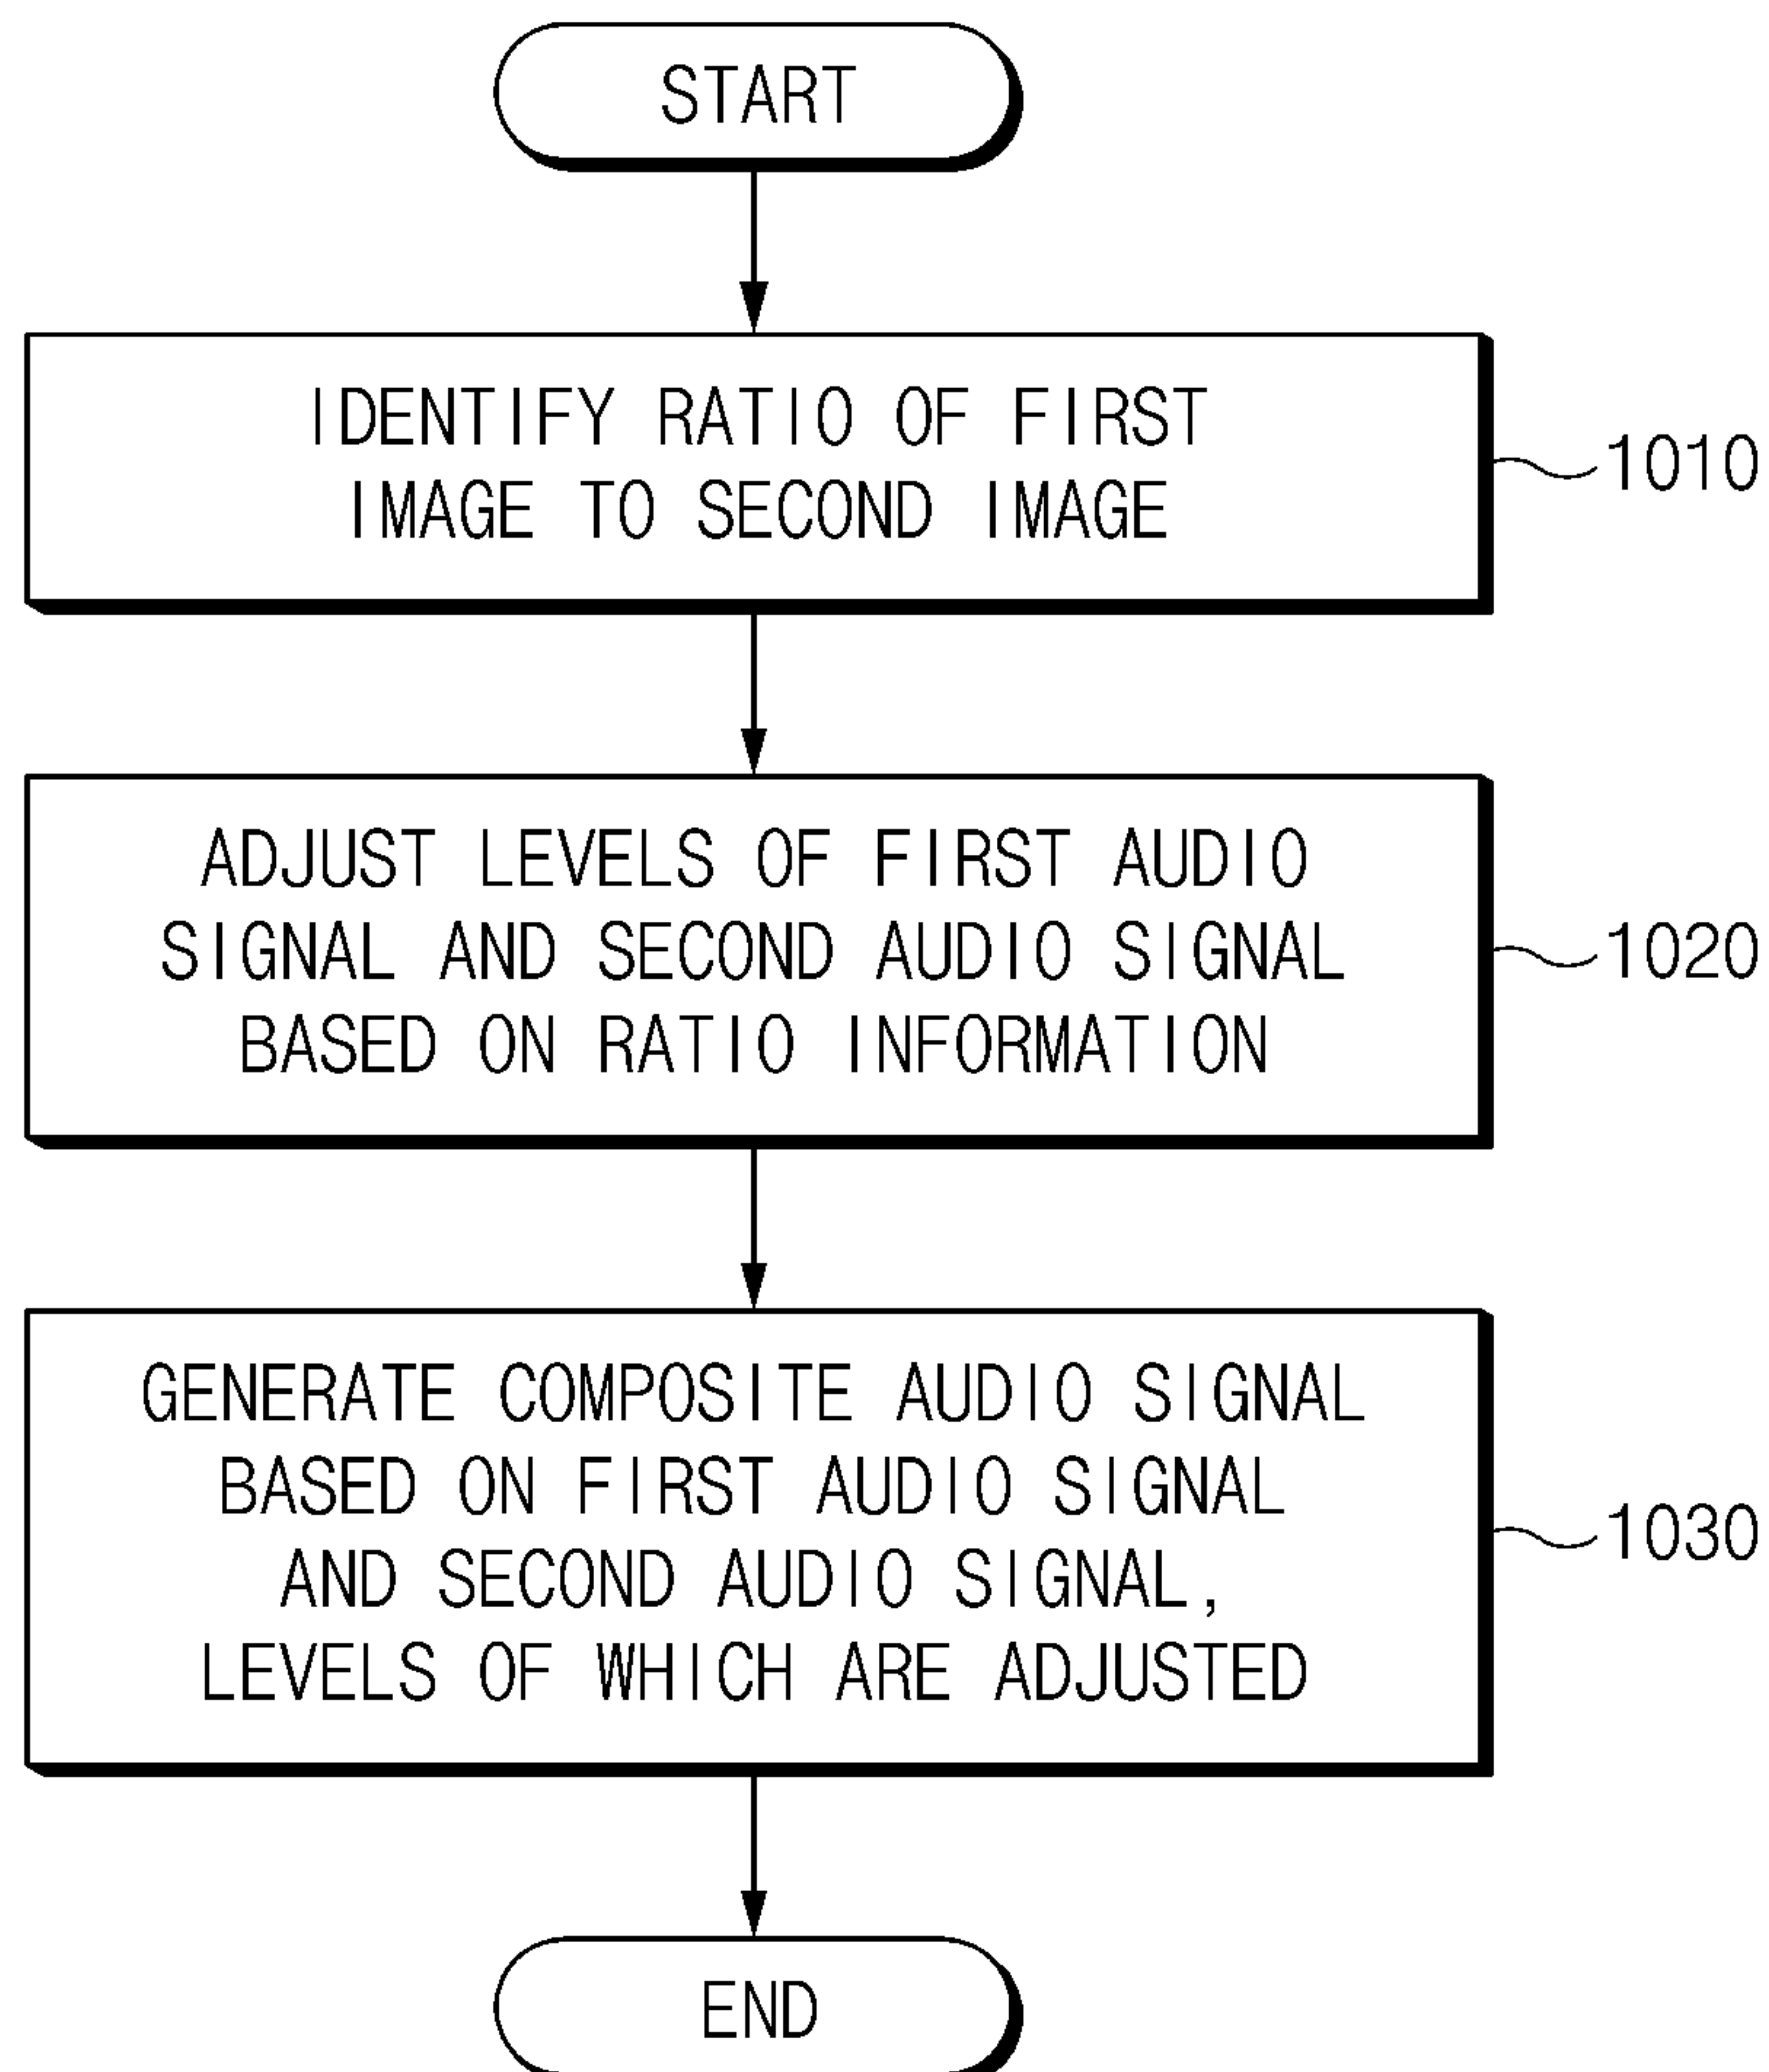 START
IDENTIFY RATIO OF FIRST
IMAGE TO SECOND IMAGE
1010
ADJUST LEVELS OF FIRST AUDIO
SIGNAL AND SECOND AUDIO SIGNAL
BASED ON RATIO INFORMATION
1020
GENERATE COMPOSITE AUDIO SIGNAL
BASED ON FIRST AUDIO SIGNAL
AND SECOND AUDIO SIGNAL,
LEVELS OF WHICH ARE ADJUSTED
1030
END